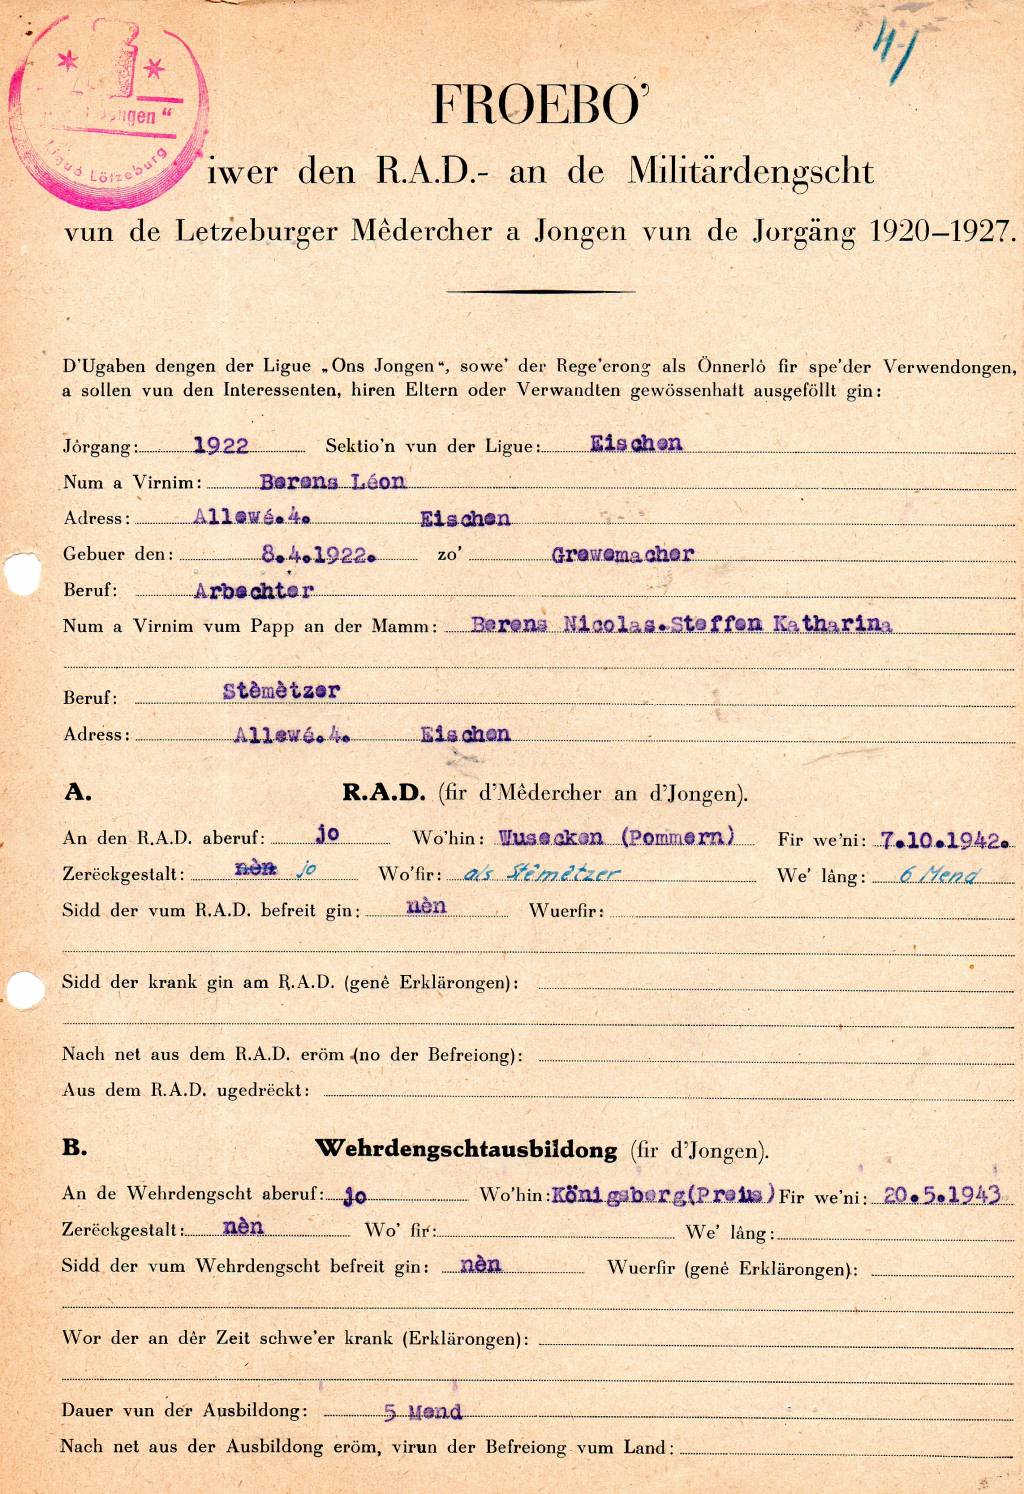 41
ngen“
Ligue Lötzeburg
FROEBO’
iwer den R.A.D.- an de Militärdengscht
vun de Letzeburger Mêdercher a Jongen vun de Jorgäng 1920–1927.
D’Ugaben dengen der Ligue „Ons Jongen“, sowe’ der Rege’erong als Önnerlô fir spe’der Verwendongen,
a sollen vun den Interessenten, hiren Eltern oder Verwandten gewössenhaft ausgeföllt gin:
Jôrgang: 1922 Sektio’n vun der Ligue: Eischen
Num a Virnim: Berens Léon
Adress: Allewé.4. Eischen
Gebuer den: 8.4.1922. zo’ Grewemacher
Beruf: Arbechter
Num a Virnim vum Papp an der Mamm: Berens Nicolas.Steffen Katharina
Beruf: Stèmètzer
Adress: Allewé.4. Eischen
A. R.A.D. (fir d’Mêdercher an d’Jongen).
An den R.A.D. aberuf: jo Wo’hin: Wusecken (Pommern) Fir we’ni: 7.10.1942.
Zerëckgestalt: nèn jo Wo’fir: als Stêmêtzer We’ lâng: 6 Mend
Sidd der vum R.A.D. befreit gin: nèn Wuerfir:
Sidd der krank gin am R.A.D. (genê Erklärongen):
Nach net aus dem R.A.D. eröm (no der Befreiong):
Aus dem R.A.D. ugedrëckt:
B. Wehrdengschtausbildong (fir d’Jongen).
An de Wehrdengscht aberuf: jo Wo’hin: Königsberg(Preiss) Fir we’ni: 20.5.1943
Zerëckgestalt: nèn Wo’ fir: We’ lâng:
Sidd der vum Wehrdengscht befreit gin: nèn Wuerfir (genê Erklärongen):
Wor der an dêr Zeit schwe’er krank (Erklärongen):
Dauer vun der Ausbildong: 5 Mend
Nach net aus der Ausbildong eröm, virun der Befreiong vum Land: